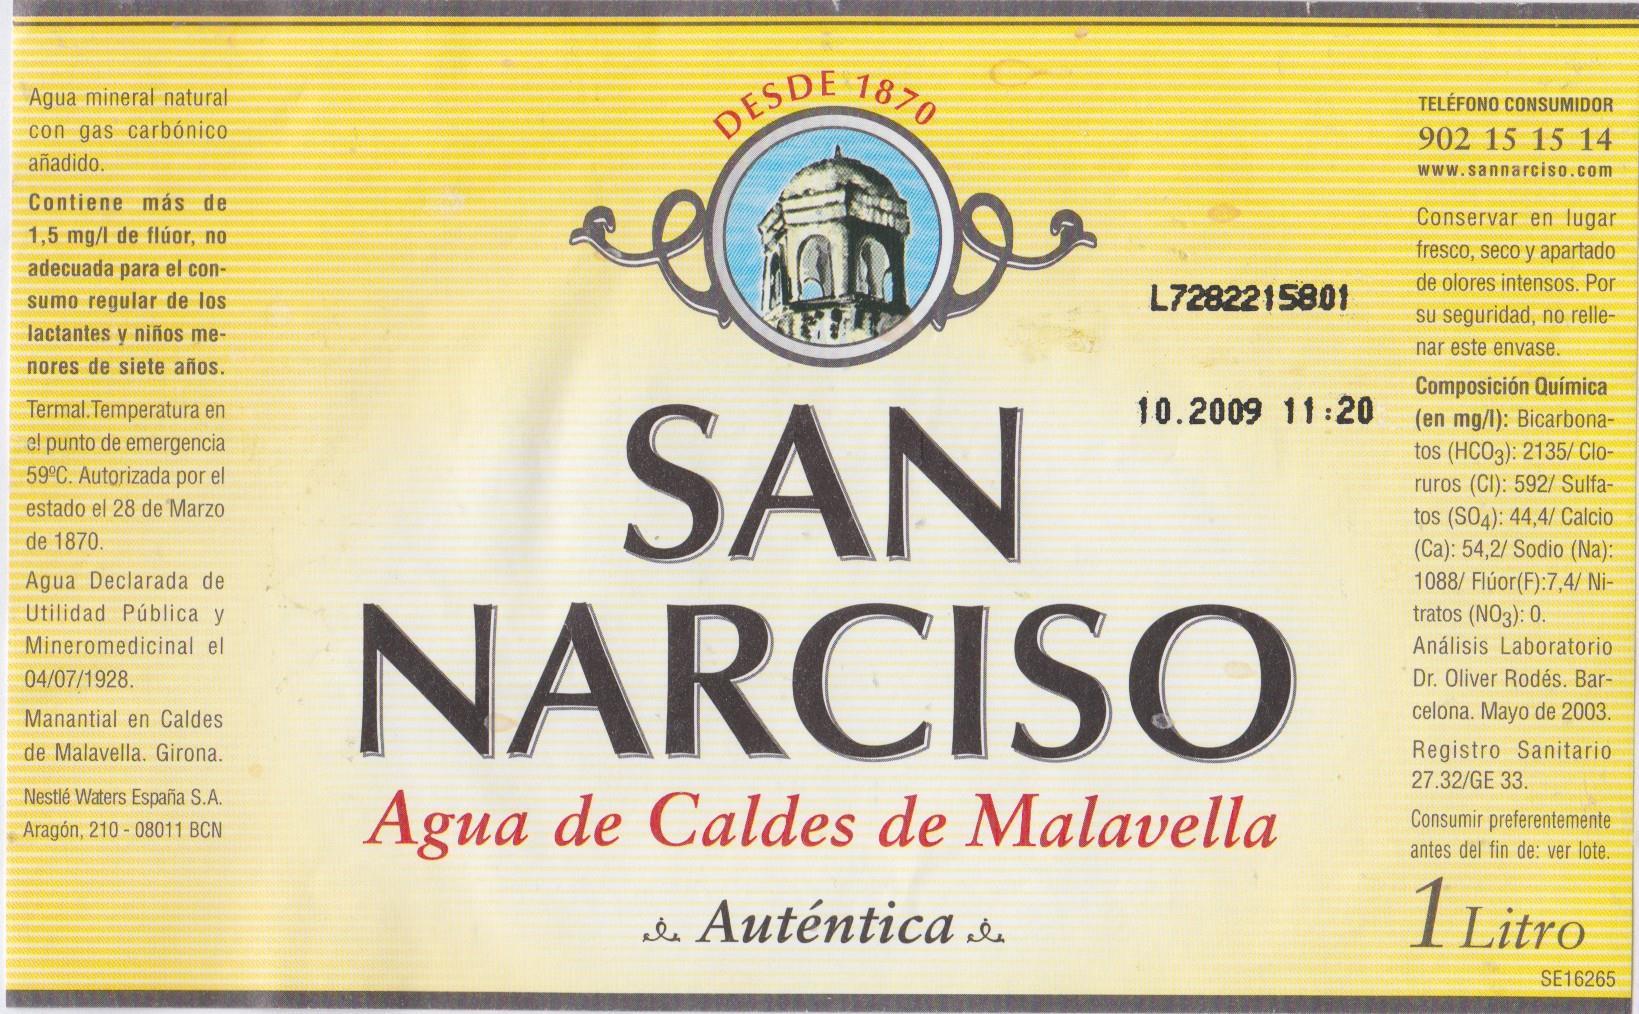 Agua mineral natural
con gas carbónico
añadido.
Contiene más de
1,5 mg/l de flúor, no
adecuada para el con-
sumo regular de los
lactantes y niños me-
nores de siete años.
Termal.Temperatura en
el punto de emergencia
59ºC. Autorizada por el
estado el 28 de Marzo
de 1870.
Agua Declarada de
Utilidad Pública y
Mineromedicinal el
04/07/1928.
Manantial en Caldes
de Malavella. Girona.
Nestlé Waters España S.A.
Aragón, 210 - 08011 BCN
DESDE 1870
L7282215801
10.2009 11:20
SAN
NARCISO
Agua de Caldes de Malavella
Auténtica
TELÉFONO CONSUMIDOR
902 15 15 14
www.sannarciso.com
Conservar en lugar
fresco, seco y apartado
de olores intensos. Por
su seguridad, no relle-
nar este envase.
Composición Química
(en mg/l): Bicarbona-
tos (HCO3): 2135/ Clo-
ruros (Cl): 592/ Sulfa-
tos (SO4): 44,4/ Calcio
(Ca): 54,2/ Sodio (Na):
1088/ Flúor(F):7,4/ Ni-
tratos (NO3): 0.
Análisis Laboratorio
Dr. Oliver Rodés. Bar-
celona. Mayo de 2003.
Registro Sanitario
27.32/GE 33.
Consumir preferentemente
antes del fin de: ver lote.
1 Litro
SE16265